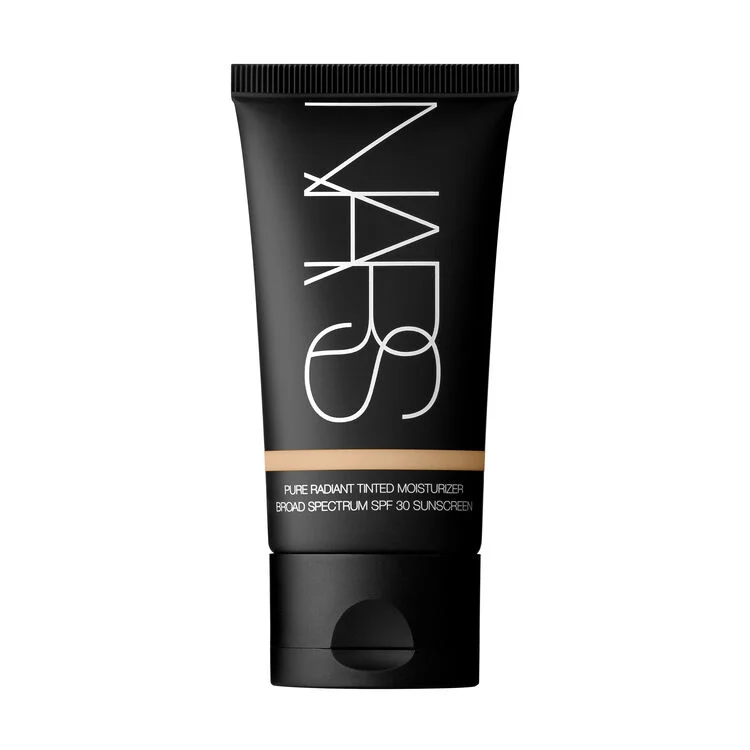 NARS
PURE RADIANT TINTED MOISTURIZER
BROAD SPECTRUM SPF 30 SUNSCREEN